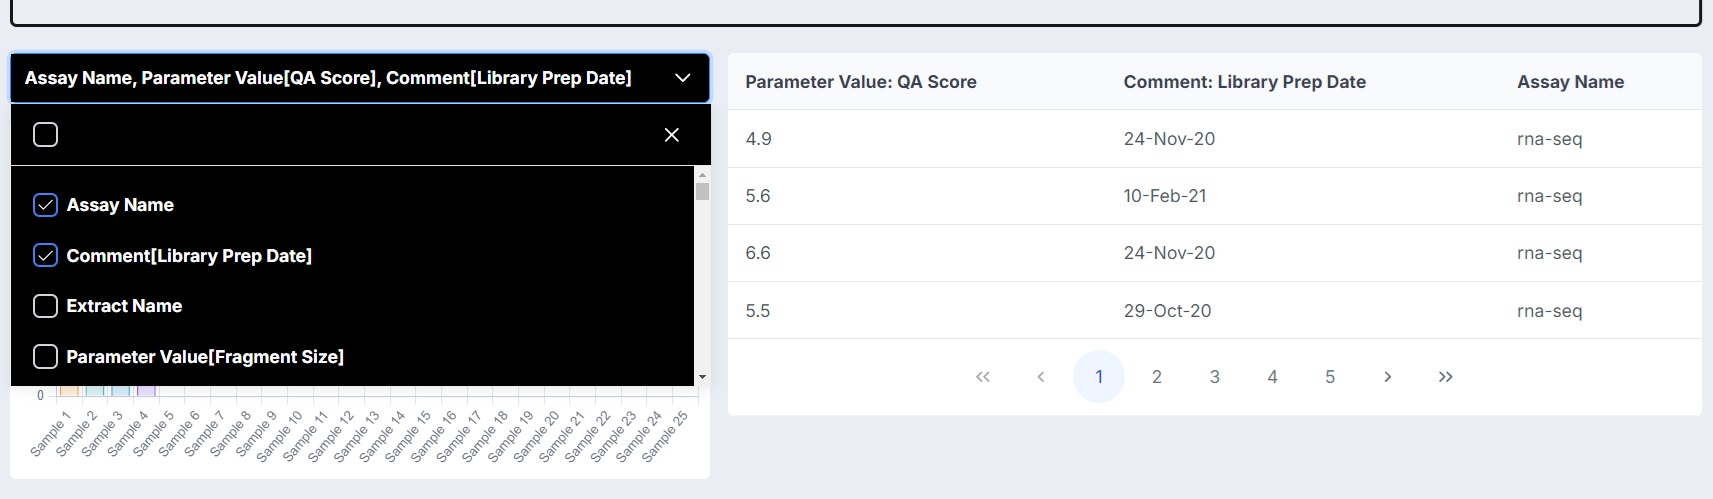 Assay Name, Parameter Value[QA Score], Comment[Library Prep Date]
Assay Name
Comment[Library Prep Date]
Extract Name
Parameter Value[Fragment Size]
0
Sample 1
Sample 2
Sample 3
Sample 4
Sample 5
Sample 6
Sample 7
Sample 8
Sample 9
Sample 10
Sample 11
Sample 12
Sample 13
Sample 14
Sample 15
Sample 16
Sample 17
Sample 18
Sample 19
Sample 20
Sample 21
Sample 22
Sample 23
Sample 24
Sample 25
Parameter Value: QA Score Comment: Library Prep Date Assay Name
4.9 24-Nov-20 rna-seq
5.6 10-Feb-21 rna-seq
6.6 24-Nov-20 rna-seq
5.5 29-Oct-20 rna-seq
« ‹ 1 2 3 4 5 › »